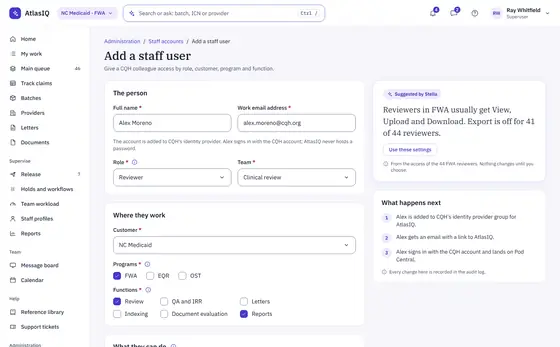 AtlasIQ
NC Medicaid - FWA
Search or ask: batch, ICN or provider
Ctrl /
4
2
RW
Ray Whitfield
Supervisor
Home
My work
Main queue
46
Track claims
Batches
Providers
Letters
Documents
Supervise
Release
7
Holds and workflows
Team workload
Staff profiles
Reports
Team
Message board
Calendar
Help
Reference library
Support tickets
Administration
Administration / Staff accounts / Add a staff user
Add a staff user
Give a CQH colleague access by role, customer, program and function.
The person
Full name *
Work email address *
Alex Moreno
alex.moreno@cqh.org
The account is added to CQH's identity provider. Alex signs in with the CQH account; AtlasIQ never holds a
password.
Role *
Team *
Reviewer
Clinical review
Where they work
Customer *
NC Medicaid
Programs *
FWA
EQR
OST
Functions *
Review
QA and IRR
Letters
Indexing
Document evaluation
Reports
What they can do
Suggested by Stella
Reviewers in FWA usually get View,
Upload and Download. Export is off for 41
of 44 reviewers.
Use these settings
From the access of the 44 FWA reviewers. Nothing changes until you
choose.
What happens next
1 Alex is added to CQH's identity provider group for
AtlasIQ.
2 Alex gets an email with a link to AtlasIQ.
3 Alex signs in with the CQH account and lands on Pod
Central.
Every change here is recorded in the audit log.